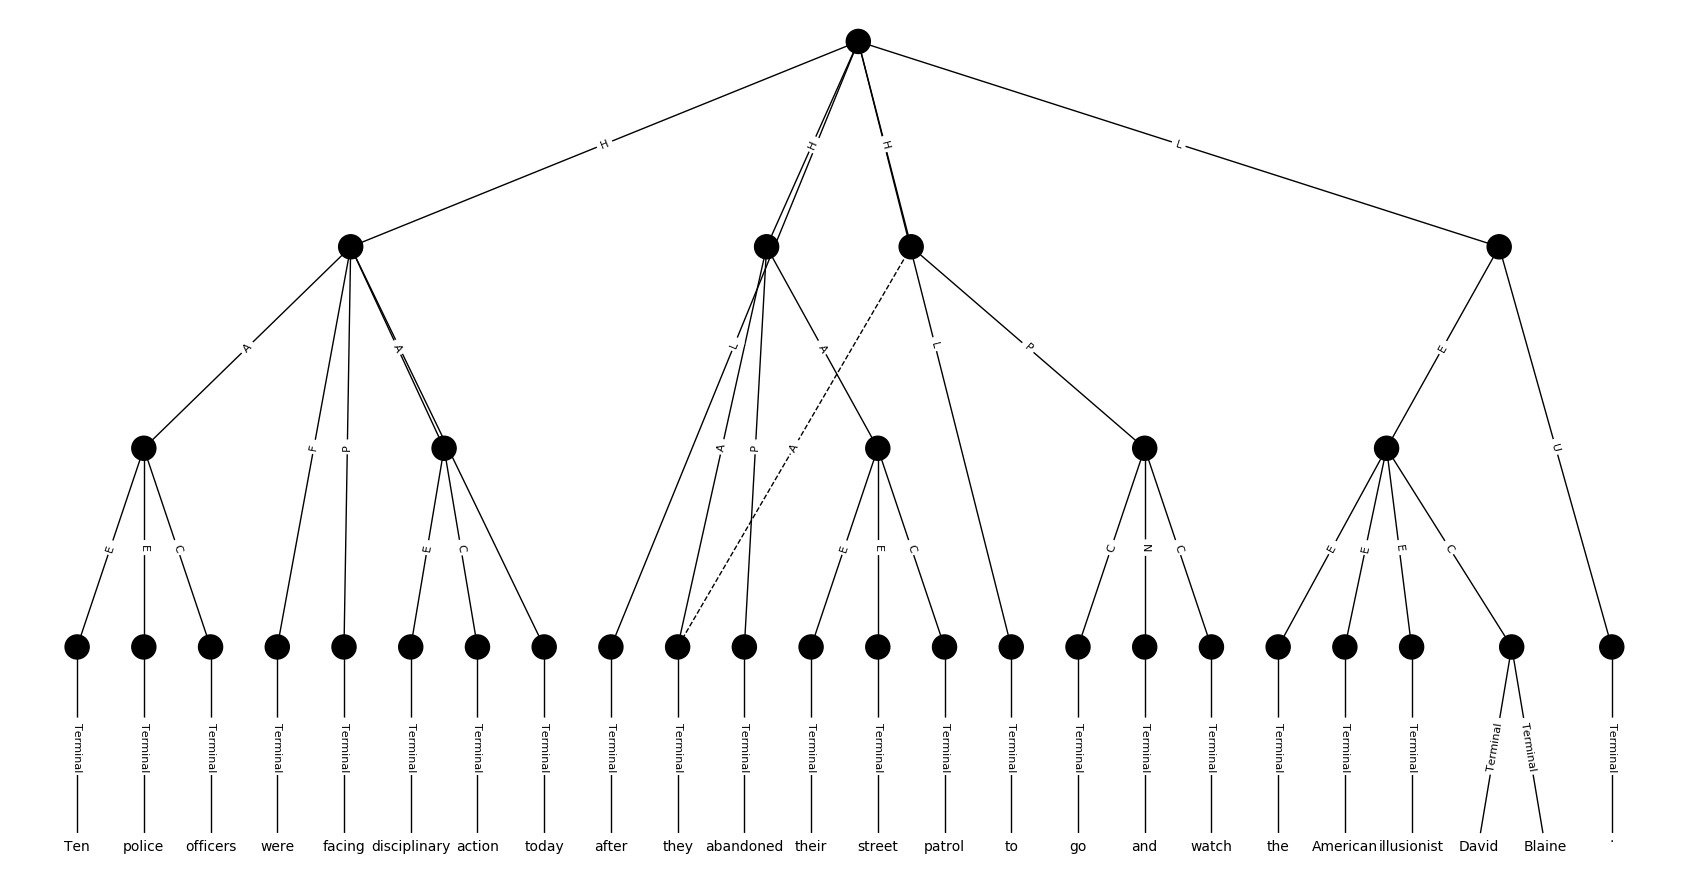 H H H L
A F P A L A P A A L P E U
E E C E C E E C C N C E E E C
Terminal Terminal Terminal Terminal Terminal Terminal Terminal Terminal Terminal Terminal Terminal Terminal Terminal Terminal Terminal Terminal Terminal Terminal Terminal Terminal Terminal Terminal Terminal Terminal
Ten police officers were facing disciplinary action today after they abandoned their street patrol to go and watch the American illusionist David Blaine .